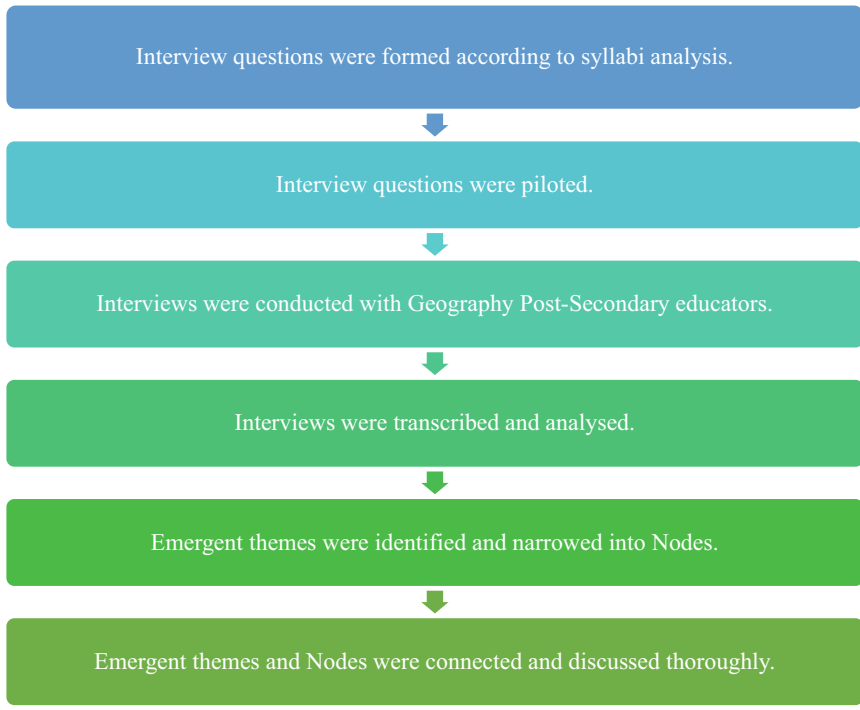 Interview questions were formed according to syllabi analysis.
Interview questions were piloted.
Interviews were conducted with Geography Post-Secondary educators.
Interviews were transcribed and analysed.
Emergent themes were identified and narrowed into Nodes.
Emergent themes and Nodes were connected and discussed thoroughly.